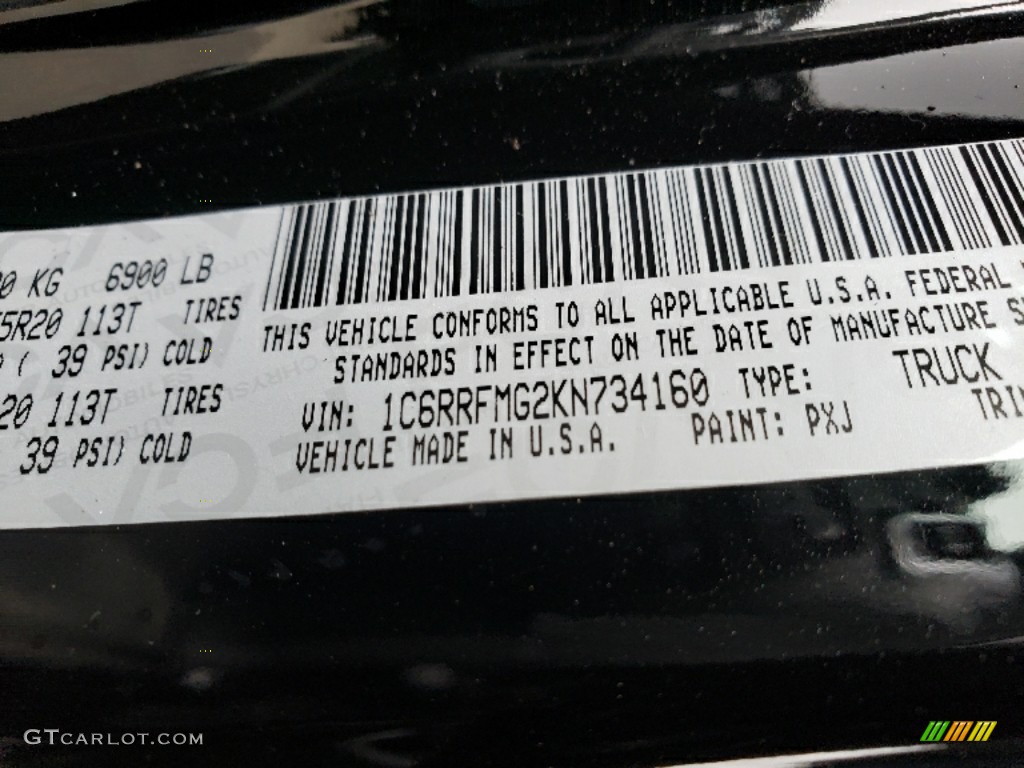 KG 6900 LB
5R20 113T TIRES
( 39 PSI) COLD
20 113T TIRES
39 PSI) COLD
THIS VEHICLE CONFORMS TO ALL APPLICABLE U.S.A. FEDERAL
STANDARDS IN EFFECT ON THE DATE OF MANUFACTURE
VIN: 1C6RRFMG2KN734160 TYPE: TRUCK
VEHICLE MADE IN U.S.A. PAINT: PXJ
GTCARLOT.COM